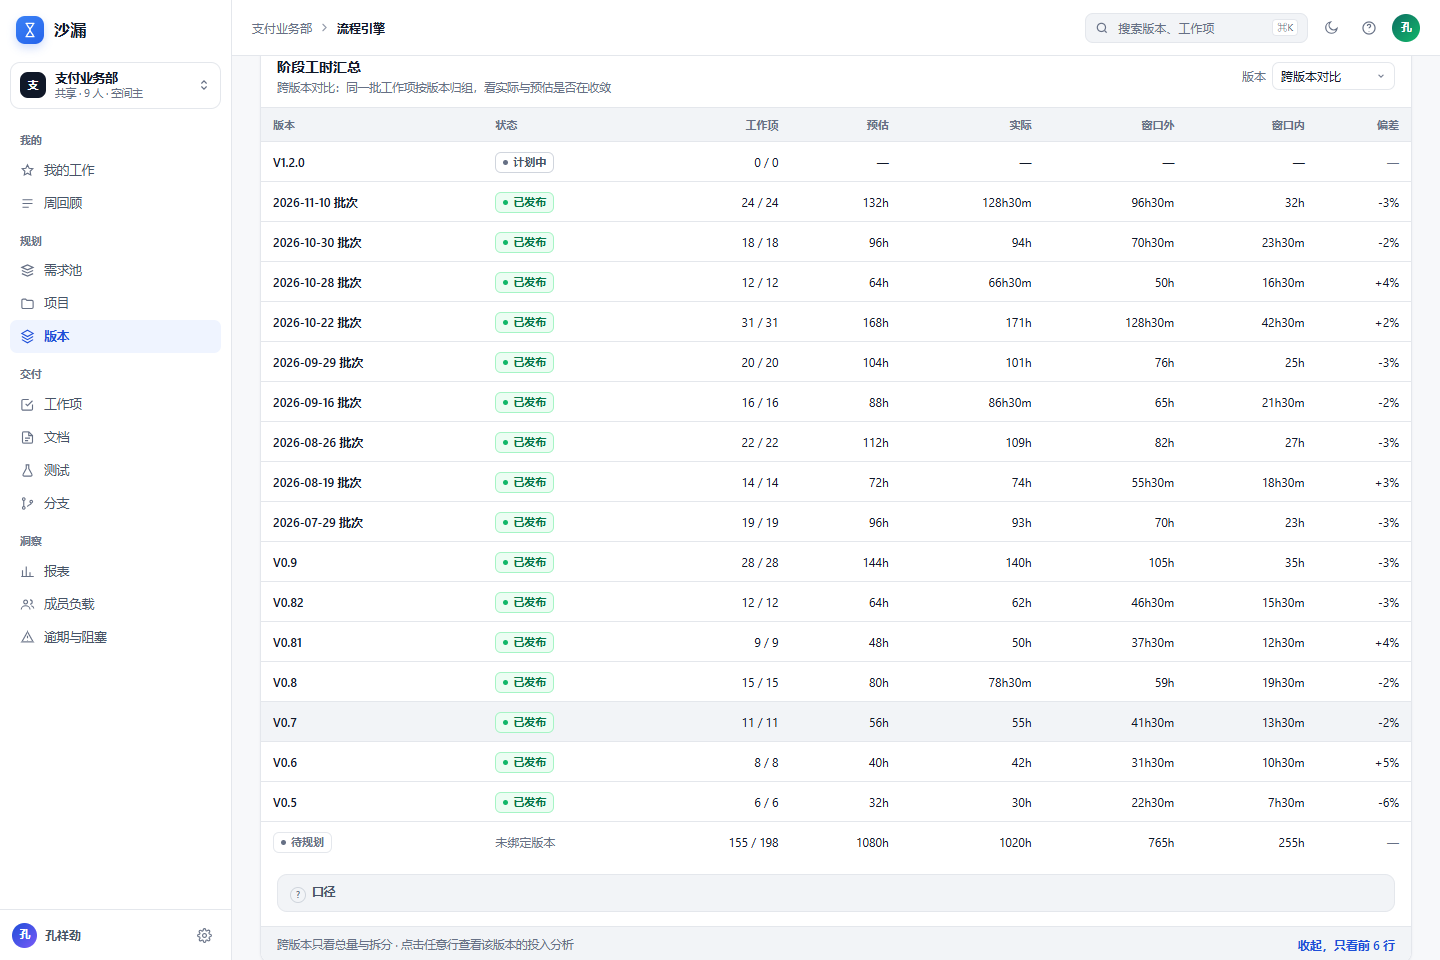 沙漏
支付业务部 流程引擎
搜索版本、工作项 ⌘K
孔
支 支付业务部
共享 · 9 人 · 空间主
我的
我的工作
周回顾
规划
需求池
项目
版本
交付
工作项
文档
测试
分支
洞察
报表
成员负载
逾期与阻塞
孔 孔祥劲
阶段工时汇总
跨版本对比：同一批工作项按版本归组，看实际与预估是否在收敛
版本 跨版本对比
版本 状态 工作顶 预估 实际 窗口外 窗口内 偏差
V1.2.0 计划中 0 / 0 — — — — —
2026-11-10 批次 已发布 24 / 24 132h 128h30m 96h30m 32h -3%
2026-10-30 批次 已发布 18 / 18 96h 94h 70h30m 23h30m -2%
2026-10-28 批次 已发布 12 / 12 64h 66h30m 50h 16h30m +4%
2026-10-22 批次 已发布 31 / 31 168h 171h 128h30m 42h30m +2%
2026-09-29 批次 已发布 20 / 20 104h 101h 76h 25h -3%
2026-09-16 批次 已发布 16 / 16 88h 86h30m 65h 21h30m -2%
2026-08-26 批次 已发布 22 / 22 112h 109h 82h 27h -3%
2026-08-19 批次 已发布 14 / 14 72h 74h 55h30m 18h30m +3%
2026-07-29 批次 已发布 19 / 19 96h 93h 70h 23h -3%
V0.9 已发布 28 / 28 144h 140h 105h 35h -3%
V0.82 已发布 12 / 12 64h 62h 46h30m 15h30m -3%
V0.81 已发布 9 / 9 48h 50h 37h30m 12h30m +4%
V0.8 已发布 15 / 15 80h 78h30m 59h 19h30m -2%
V0.7 已发布 11 / 11 56h 55h 41h30m 13h30m -2%
V0.6 已发布 8 / 8 40h 42h 31h30m 10h30m +5%
V0.5 已发布 6 / 6 32h 30h 22h30m 7h30m -6%
待规划 未绑定版本 155 / 198 1080h 1020h 765h 255h —
? 口径
跨版本只看总量与拆分 · 点击任意行查看该版本的投入分析
收起，只看前 6 行